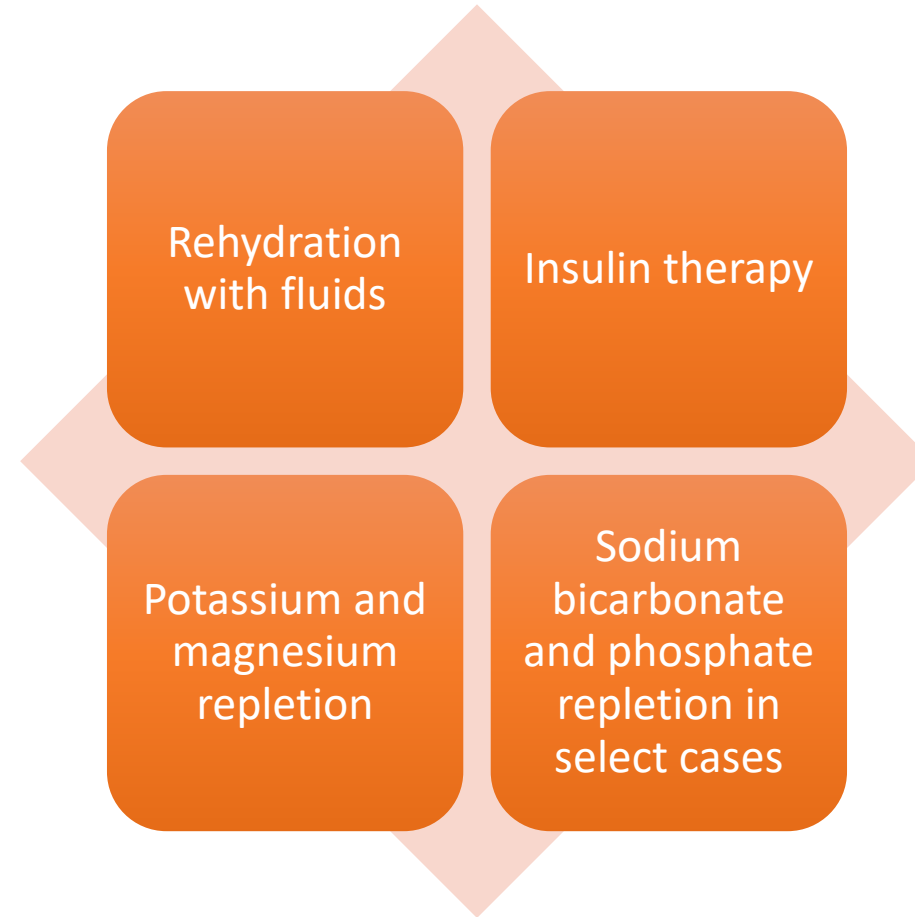 Rehydration
with fluids
Insulin therapy
Potassium and
magnesium
repletion
Sodium
bicarbonate
and phosphate
repletion in
select cases